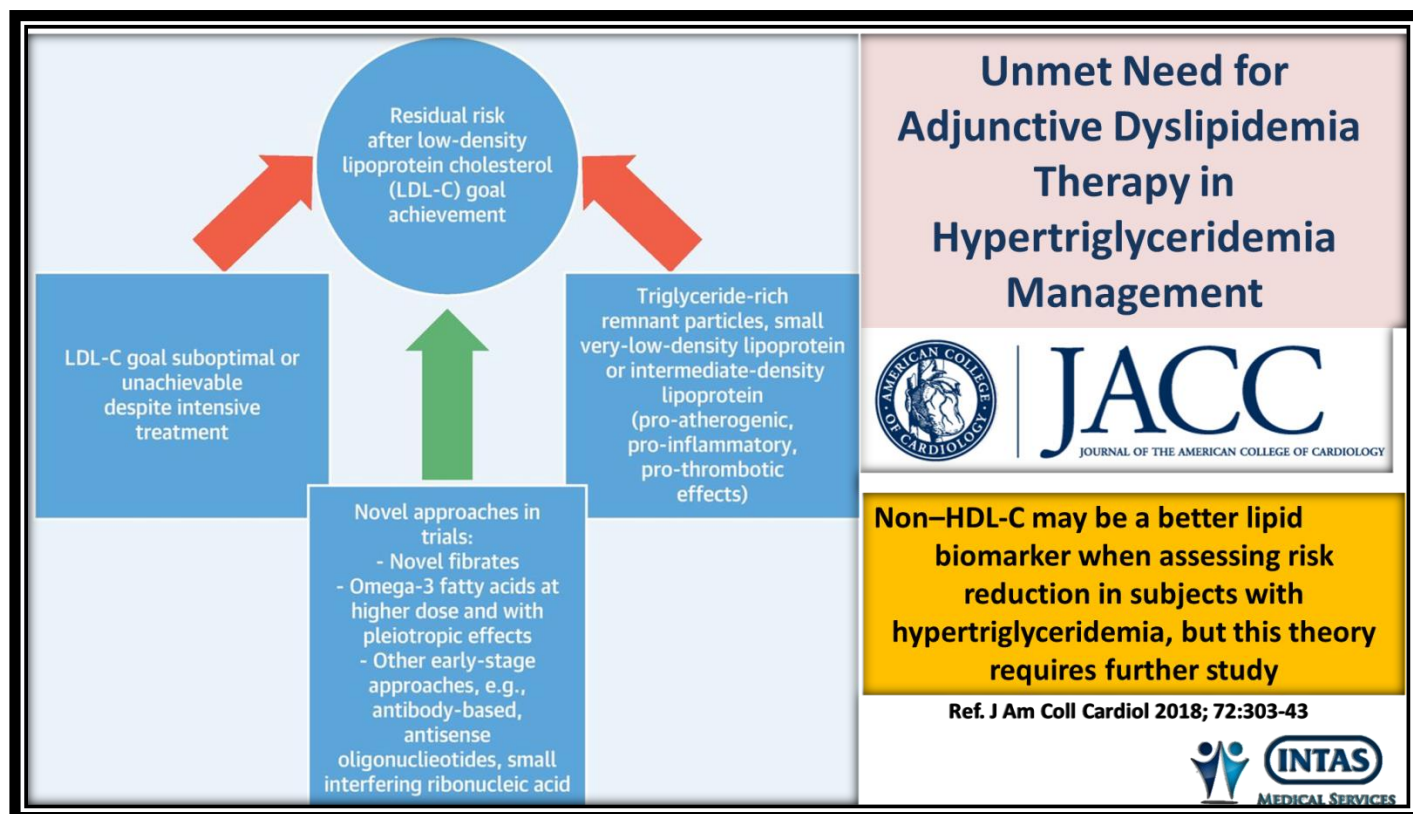 Residual risk
after low-density
lipoprotein cholesterol
(LDL-C) goal
achievement
LDL-C goal suboptimal or
unachievable
despite intensive
treatment
Triglyceride-rich
remnant particles, small
very-low-density lipoprotein
or intermediate-density
lipoprotein
(pro-atherogenic,
pro-inflammatory,
pro-thrombotic
effects)
Novel approaches in
trials:
- Novel fibrates
- Omega-3 fatty acids at
higher dose and with
pleiotropic effects
- Other early-stage
approaches, e.g.,
antibody-based,
antisense
oligonuclieotides, small
interfering ribonucleic acid
Unmet Need for
Adjunctive Dyslipidemia
Therapy in
Hypertriglyceridemia
Management
AMERICAN COLLEGE OF CARDIOLOGY
JACC
JOURNAL OF THE AMERICAN COLLEGE OF CARDIOLOGY
Non–HDL-C may be a better lipid
biomarker when assessing risk
reduction in subjects with
hypertriglyceridemia, but this theory
requires further study
Ref. J Am Coll Cardiol 2018; 72:303-43
INTAS
MEDICAL SERVICES